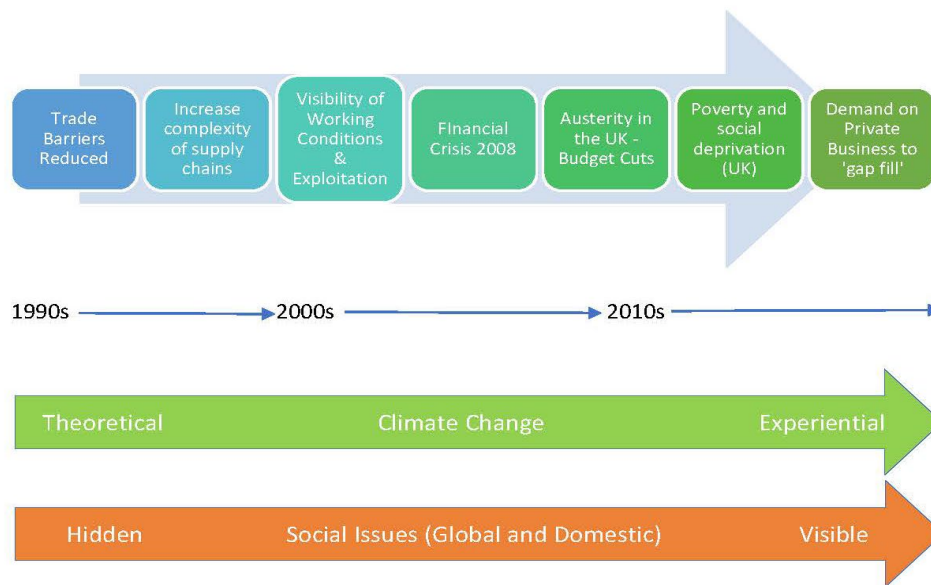 Trade
Barriers
Reduced
Increase
complexity
of supply
chains
Visibility of
Working
Conditions
&
Exploitation
FInancial
Crisis 2008
Austerity in
the UK -
Budget Cuts
Poverty and
social
deprivation
(UK)
Demand on
Private
Business to
'gap fill'
1990s
2000s
2010s
Theoretical
Climate Change
Experiential
Hidden
Social Issues (Global and Domestic)
Visible